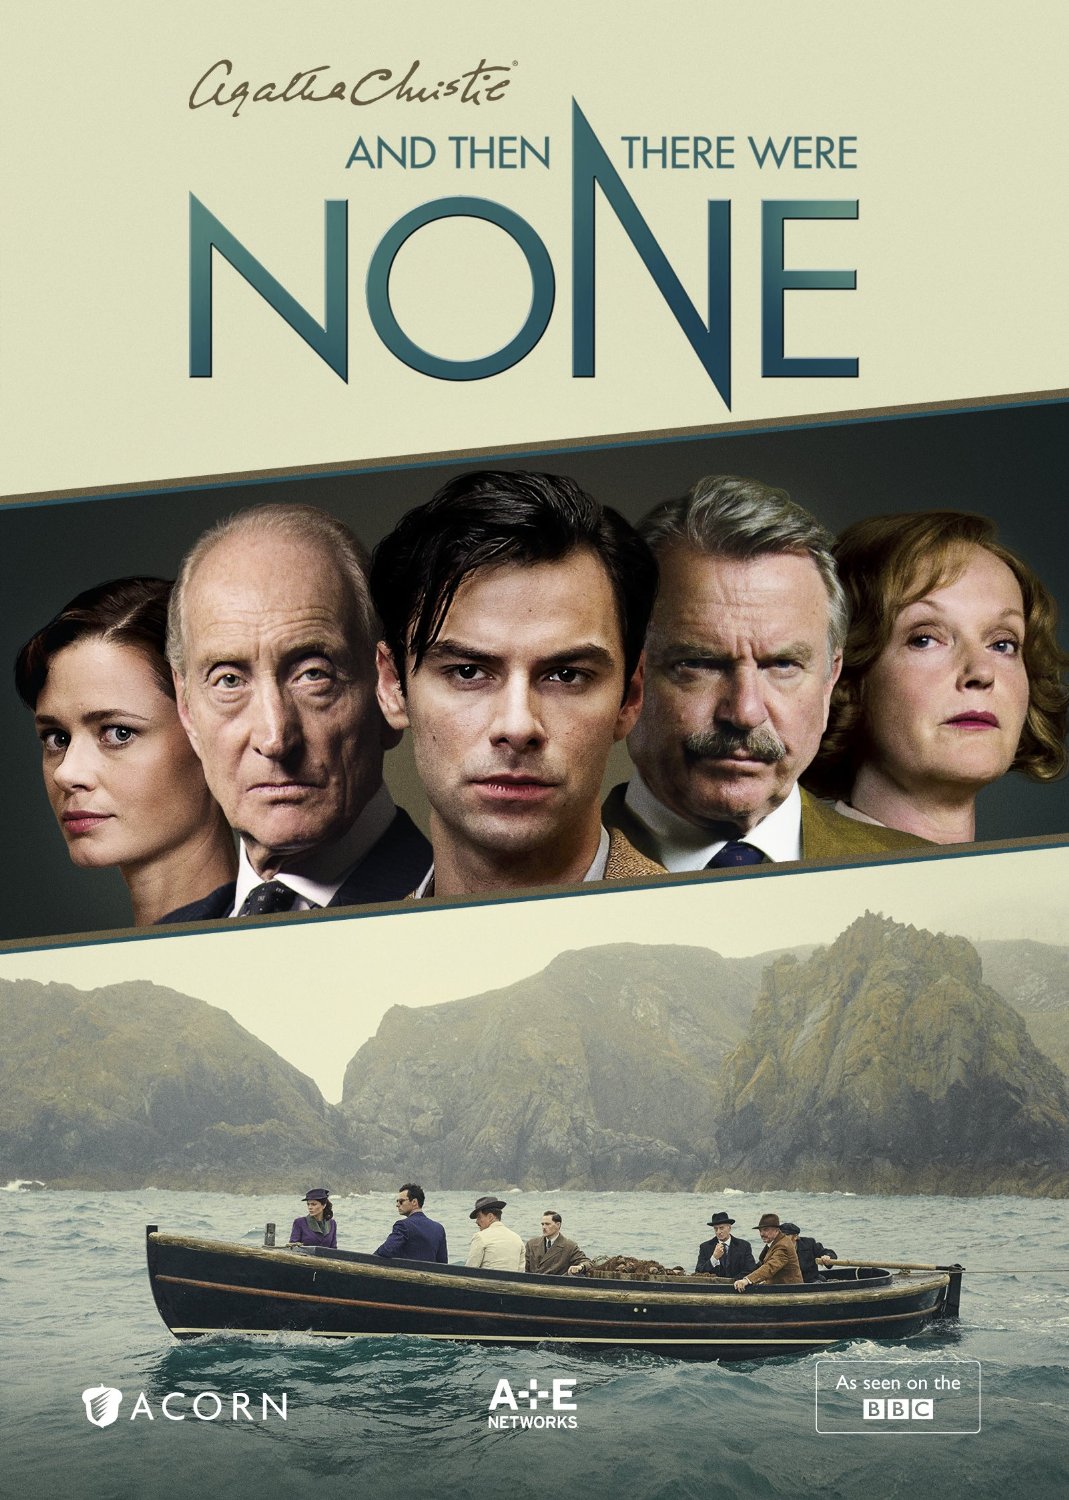 Agatha Christie®
AND THEN THERE WERE
NONE
ACORN
A+E
NETWORKS
As seen on the
BBC